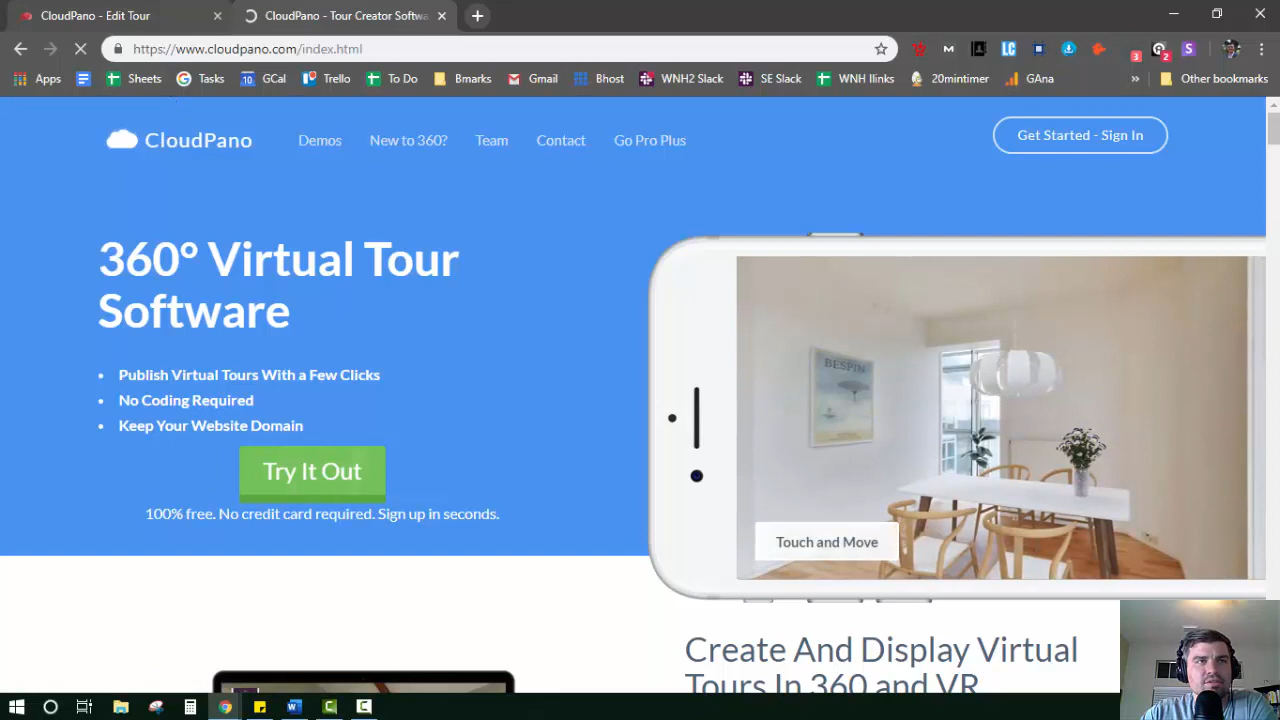 CloudPano - Edit Tour
CloudPano - Tour Creator Softwa
https://www.cloudpano.com/index.html
Apps Sheets Tasks GCal Trello To Do Bmarks Gmail Bhost WNH2 Slack SE Slack WNH llinks 20mintimer GAna » Other bookmarks
CloudPano Demos New to 360? Team Contact Go Pro Plus Get Started - Sign In
360° Virtual Tour
Software
• Publish Virtual Tours With a Few Clicks
• No Coding Required
• Keep Your Website Domain
Try It Out
100% free. No credit card required. Sign up in seconds.
BESPIN
Touch and Move
Create And Display Virtual
Tours In 360 and VR